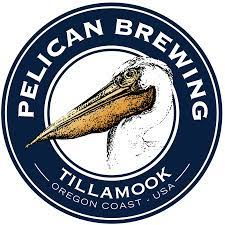 PELICAN BREWING
TILLAMOOK
OREGON COAST - USA